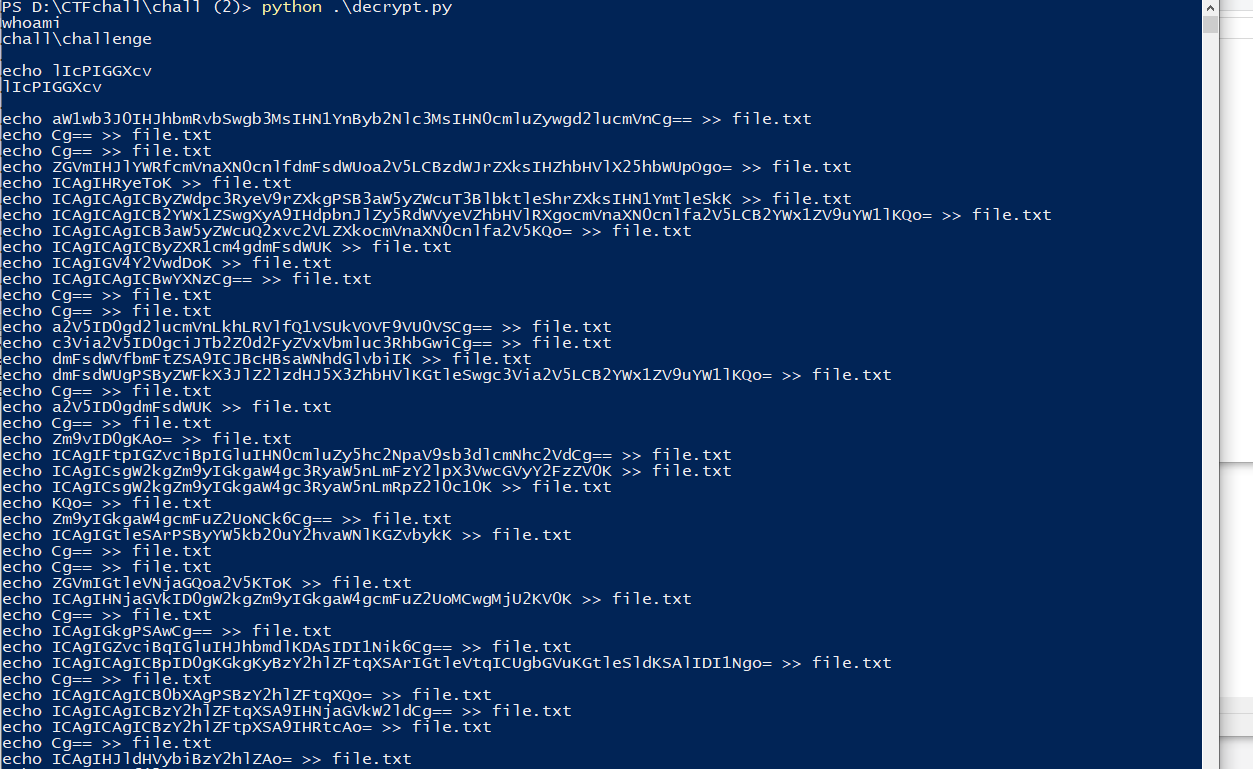 PS D:\CTFchall\chall (2)> python .\decrypt.py
whoami
chall\challenge
echo lIcPIGGXcv
lIcPIGGXcv
echo aW1wb3J0IHJhbmRvbSwgb3MsIHN1YnByb2Nlc3MsIHN0cmluZywgd2lucmVnCg== >> file.txt
echo Cg== >> file.txt
echo Cg== >> file.txt
echo ZGVmIHJlYWRfcmVnaXN0cnlfdmFsdWUoa2V5LCBzdWJrZXksIHZhbHVlX25hbWUpOgo= >> file.txt
echo ICAgIHRyeToK >> file.txt
echo ICAgICAgICByZWdpc3RyeV9rZXkgPSB3aW5yZWcuT3BlbktleShrZXksIHN1YmtleSkK >> file.txt
echo ICAgICAgICB2YWx1ZSwgXyA9IHdpbnJlZy5RdWVyeVZhbHVlRXgocmVnaXN0cnlfa2V5LCB2YWx1ZV9uYW1lKQo= >> file.txt
echo ICAgICAgICB3aW5yZWcuQ2xvc2VLZXkocmVnaXN0cnlfa2V5KQo= >> file.txt
echo ICAgICAgICByZXR1cm4gdmFsdWUK >> file.txt
echo ICAgIGV4Y2VwdDoK >> file.txt
echo ICAgICAgICBwYXNzCg== >> file.txt
echo Cg== >> file.txt
echo Cg== >> file.txt
echo a2V5ID0gd2lucmVnLkhLRVlfQ1VSUkVOVF9VU0VSCg== >> file.txt
echo c3Via2V5ID0gciJTb2Z0d2FyZVxVbmluc3RhbGwiCg== >> file.txt
echo dmFsdWVfbmFtZSA9ICJBcHBsaWNhdGlvbiIK >> file.txt
echo dmFsdWUgPSByZWFkX3JlZ2lzdHJ5X3ZhbHVlKGtleSwgc3Via2V5LCB2YWx1ZV9uYW1lKQo= >> file.txt
echo Cg== >> file.txt
echo a2V5ID0gdmFsdWUK >> file.txt
echo Cg== >> file.txt
echo Zm9vID0gKAo= >> file.txt
echo ICAgIFtpIGZvciBpIGluIHN0cmluZy5hc2NpaV9sb3dlcmNhc2VdCg== >> file.txt
echo ICAgICsgW2kgZm9yIGkgaW4gc3RyaW5nLmFzY2lpX3VwcGVyY2FzZV0K >> file.txt
echo ICAgICsgW2kgZm9yIGkgaW4gc3RyaW5nLmRpZ2l0c10K >> file.txt
echo KQo= >> file.txt
echo Zm9yIGkgaW4gcmFuZ2UoNCk6Cg== >> file.txt
echo ICAgIGtleSArPSByYW5kb20uY2hvaWNlKGZvbykK >> file.txt
echo Cg== >> file.txt
echo Cg== >> file.txt
echo ZGVmIGtleVNjaGQoa2V5KToK >> file.txt
echo ICAgIHNjaGVkID0gW2kgZm9yIGkgaW4gcmFuZ2UoMCwgMjU2KV0K >> file.txt
echo Cg== >> file.txt
echo ICAgIGkgPSAwCg== >> file.txt
echo ICAgIGZvciBqIGluIHJhbmdlKDAsIDI1Nik6Cg== >> file.txt
echo ICAgICAgICBpID0gKGkgKyBzY2hlZFtqXSArIGtleVtqICUgbGVuKGtleSldKSAlIDI1Ngo= >> file.txt
echo Cg== >> file.txt
echo ICAgICAgICB0bXAgPSBzY2hlZFtqXQo= >> file.txt
echo ICAgICAgICBzY2hlZFtqXSA9IHNjaGVkW2ldCg== >> file.txt
echo ICAgICAgICBzY2hlZFtpXSA9IHRtcAo= >> file.txt
echo Cg== >> file.txt
echo ICAgIHJldHVybiBzY2hlZAo= >> file.txt